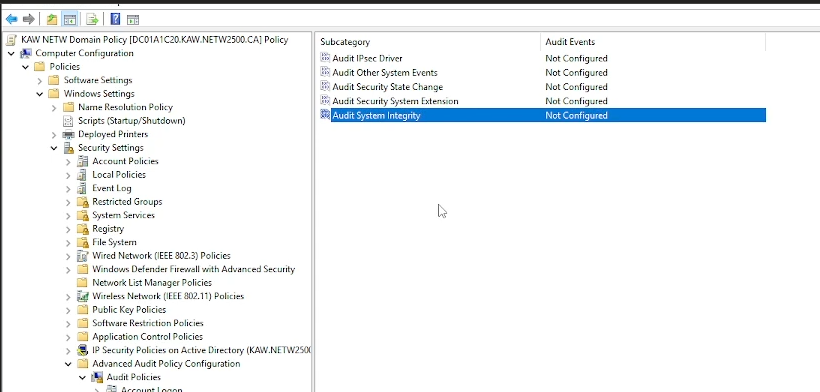 KAW NETW Domain Policy [DC01A1C20.KAW.NETW2500.CA] Policy
Computer Configuration
Policies
Software Settings
Windows Settings
Name Resolution Policy
Scripts (Startup/Shutdown)
Deployed Printers
Security Settings
Account Policies
Local Policies
Event Log
Restricted Groups
System Services
Registry
File System
Wired Network (IEEE 802.3) Policies
Windows Defender Firewall with Advanced Security
Network List Manager Policies
Wireless Network (IEEE 802.11) Policies
Public Key Policies
Software Restriction Policies
Application Control Policies
IP Security Policies on Active Directory (KAW.NETW250
Advanced Audit Policy Configuration
Audit Policies
Account Logon
Subcategory Audit Events
Audit IPsec Driver Not Configured
Audit Other System Events Not Configured
Audit Security State Change Not Configured
Audit Security System Extension Not Configured
Audit System Integrity Not Configured